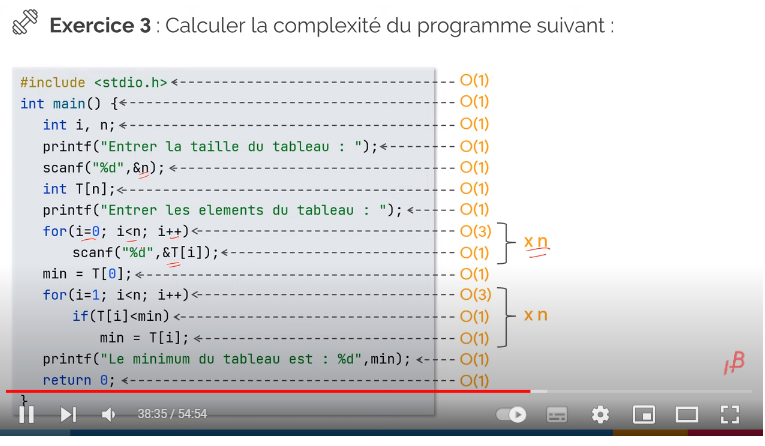 Exercice 3 : Calculer la complexité du programme suivant :
#include <stdio.h> O(1)
int main() { O(1)
int i, n; O(1)
printf("Entrer la taille du tableau : "); O(1)
scanf("%d",&n); O(1)
int T[n]; O(1)
printf("Entrer les elements du tableau : "); O(1)
for(i=0; i<n; i++) O(3)
x n
scanf("%d",&T[i]); O(1)
min = T[0]; O(1)
for(i=1; i<n; i++) O(3)
if(T[i]<min) O(1) x n
min = T[i]; O(1)
printf("Le minimum du tableau est : %d",min); O(1)
return 0; O(1)
}
38:35 / 54:54